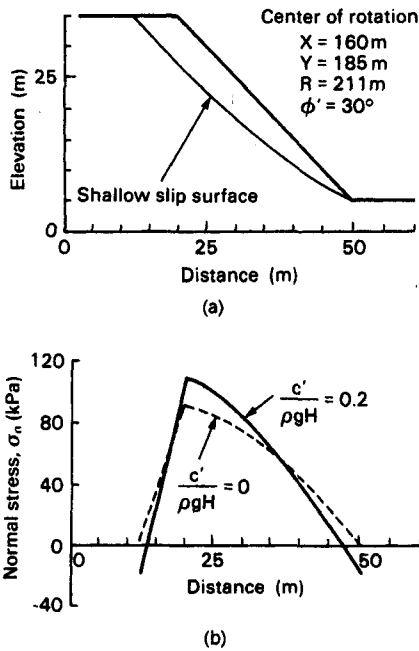 Center of rotation
X = 160 m
Y = 185 m
R = 211 m
ϕ' = 30°
Elevation (m)
25
0
Shallow slip surface
0 25 50
Distance (m)
(a)
Normal stress, σn (kPa)
120
80
40
0
-40
c'/ρgH = 0.2
c'/ρgH = 0
0 25 50
Distance (m)
(b)